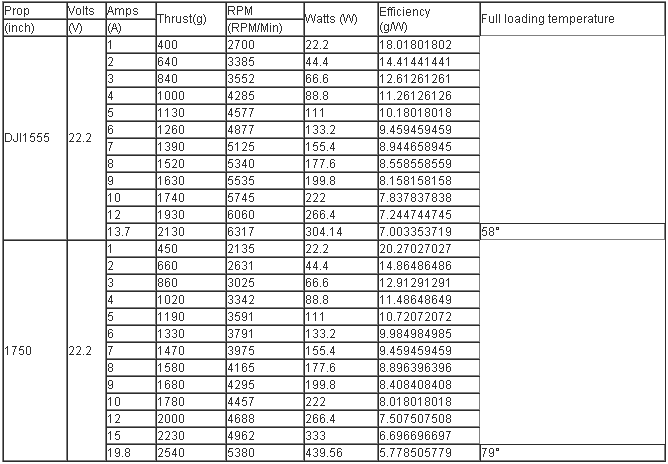 Prop Volts Amps Thrust(g) RPM Watts (W) Efficiency Full loading temperature
(inch) (V) (A) (RPM/Min) (g/W)
1 400 2700 22.2 18.01801802
2 640 3385 44.4 14.41441441
3 840 3552 66.6 12.61261261
4 1000 4285 88.8 11.26126126
5 1130 4577 111 10.18018018
DJI1555 22.2 6 1260 4877 133.2 9.459459459
7 1390 5125 155.4 8.944658945
8 1520 5340 177.6 8.558558559
9 1630 5535 199.8 8.158158158
10 1740 5745 222 7.837837838
12 1930 6060 266.4 7.244744745
13.7 2130 6317 304.14 7.003353719 58°
1 450 2135 22.2 20.27027027
2 660 2631 44.4 14.86486486
3 860 3025 66.6 12.91291291
4 1020 3342 88.8 11.48648649
5 1190 3591 111 10.72072072
6 1330 3791 133.2 9.984984985
1750 22.2 7 1470 3975 155.4 9.459459459
8 1580 4165 177.6 8.896396396
9 1680 4295 199.8 8.408408408
10 1780 4457 222 8.018018018
12 2000 4688 266.4 7.507507508
15 2230 4962 333 6.696696697
19.8 2540 5380 439.56 5.778505779 79°